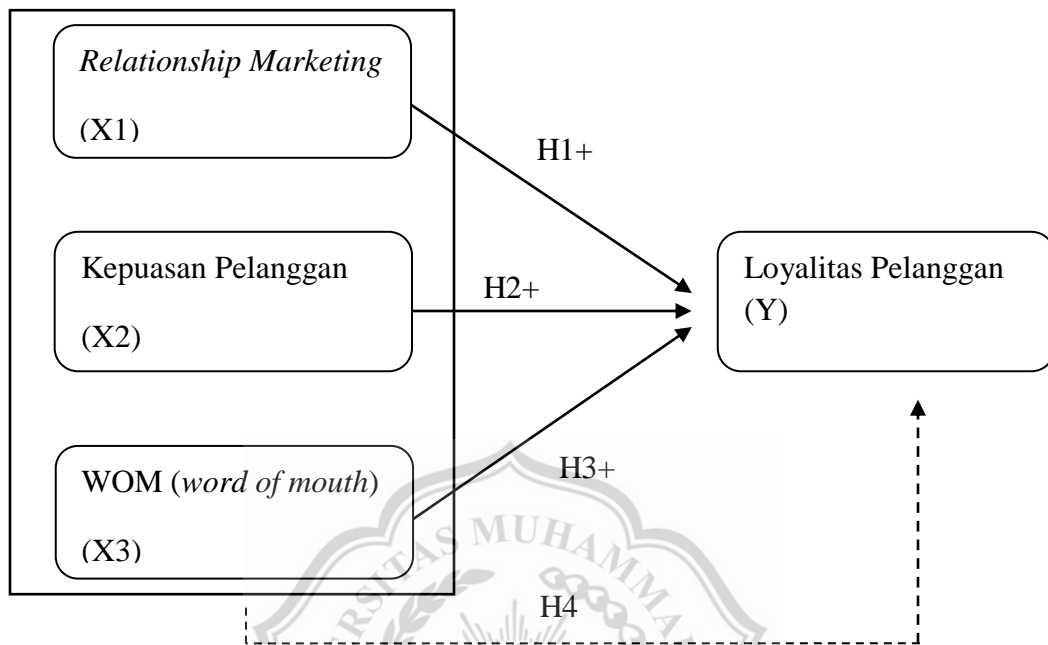 Relationship Marketing
(X1)
H1+
Kepuasan Pelanggan
(X2)
H2+
Loyalitas Pelanggan
(Y)
WOM (word of mouth)
(X3)
H3+
H4